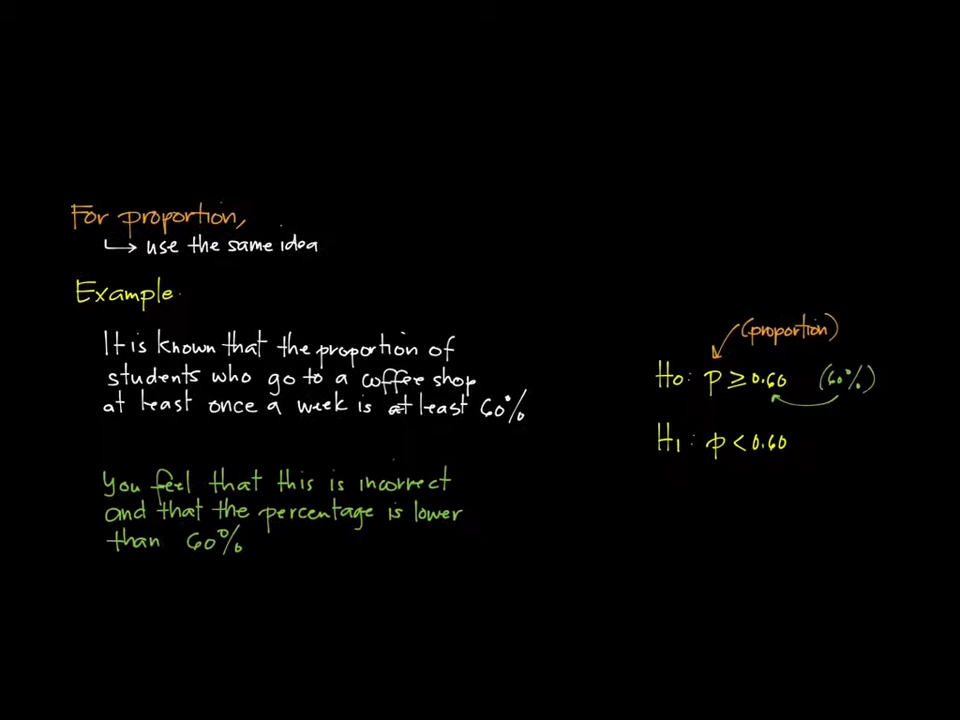 For proportion,
↳ use the same idea
Example
It is known that the proportion of
students who go to a coffee shop
at least once a week is at least 60%
You feel that this is incorrect
and that the percentage is lower
than 60%
(proportion)
H0: p ≥ 0.60 (60%)
H1: p < 0.60